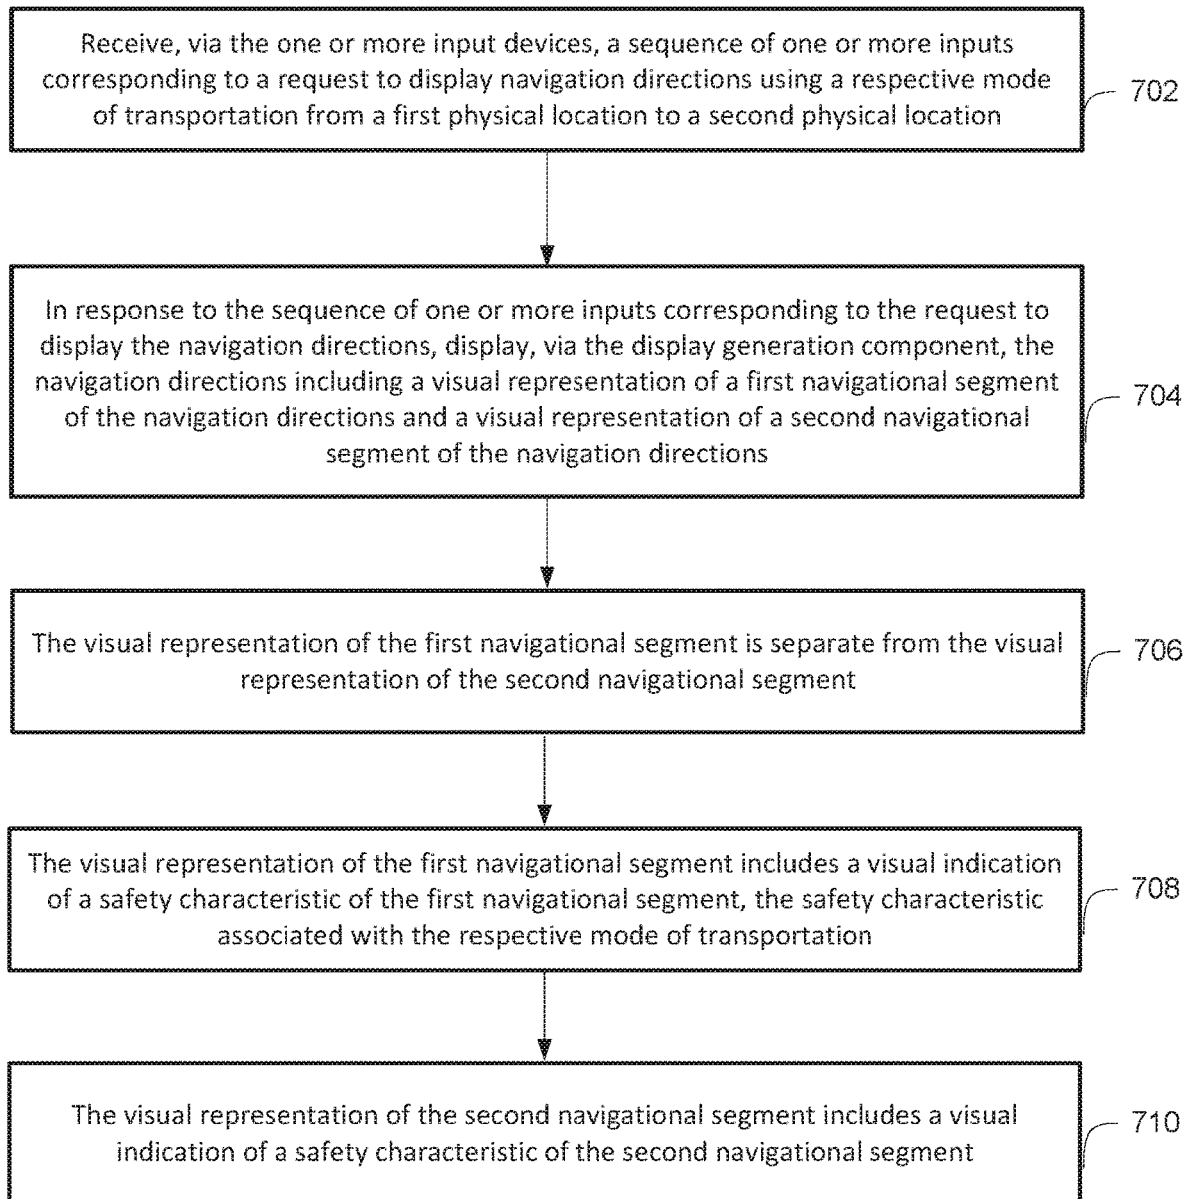 Receive, via the one or more input devices, a sequence of one or more inputs
corresponding to a request to display navigation directions using a respective mode
of transportation from a first physical location to a second physical location
702
In response to the sequence of one or more inputs corresponding to the request to
display the navigation directions, display, via the display generation component, the
navigation directions including a visual representation of a first navigational segment
of the navigation directions and a visual representation of a second navigational
segment of the navigation directions
704
The visual representation of the first navigational segment is separate from the visual
representation of the second navigational segment
706
The visual representation of the first navigational segment includes a visual indication
of a safety characteristic of the first navigational segment, the safety characteristic
associated with the respective mode of transportation
708
The visual representation of the second navigational segment includes a visual
indication of a safety characteristic of the second navigational segment
710